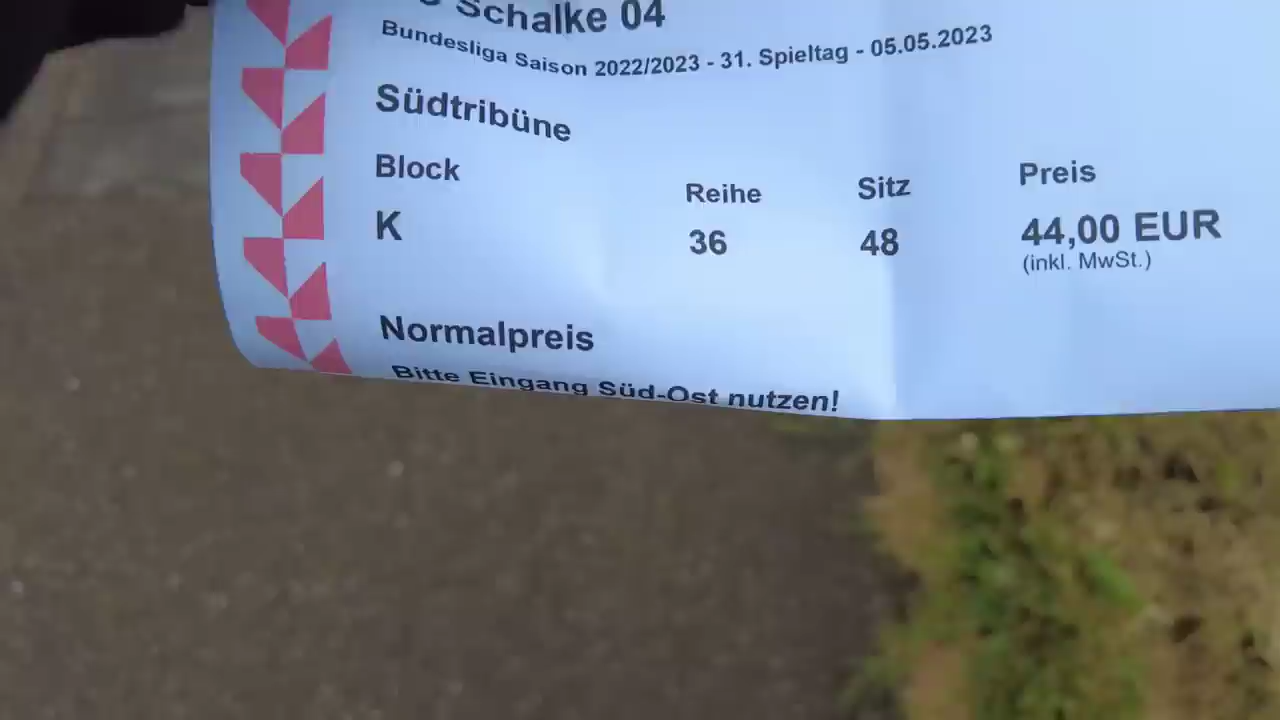 Schalke 04
Bundesliga Saison 2022/2023 - 31. Spieltag - 05.05.2023
Südtribüne
Block Reihe Sitz Preis
K 36 48 44,00 EUR
(inkl. MwSt.)
Normalpreis
Bitte Eingang Süd-Ost nutzen!